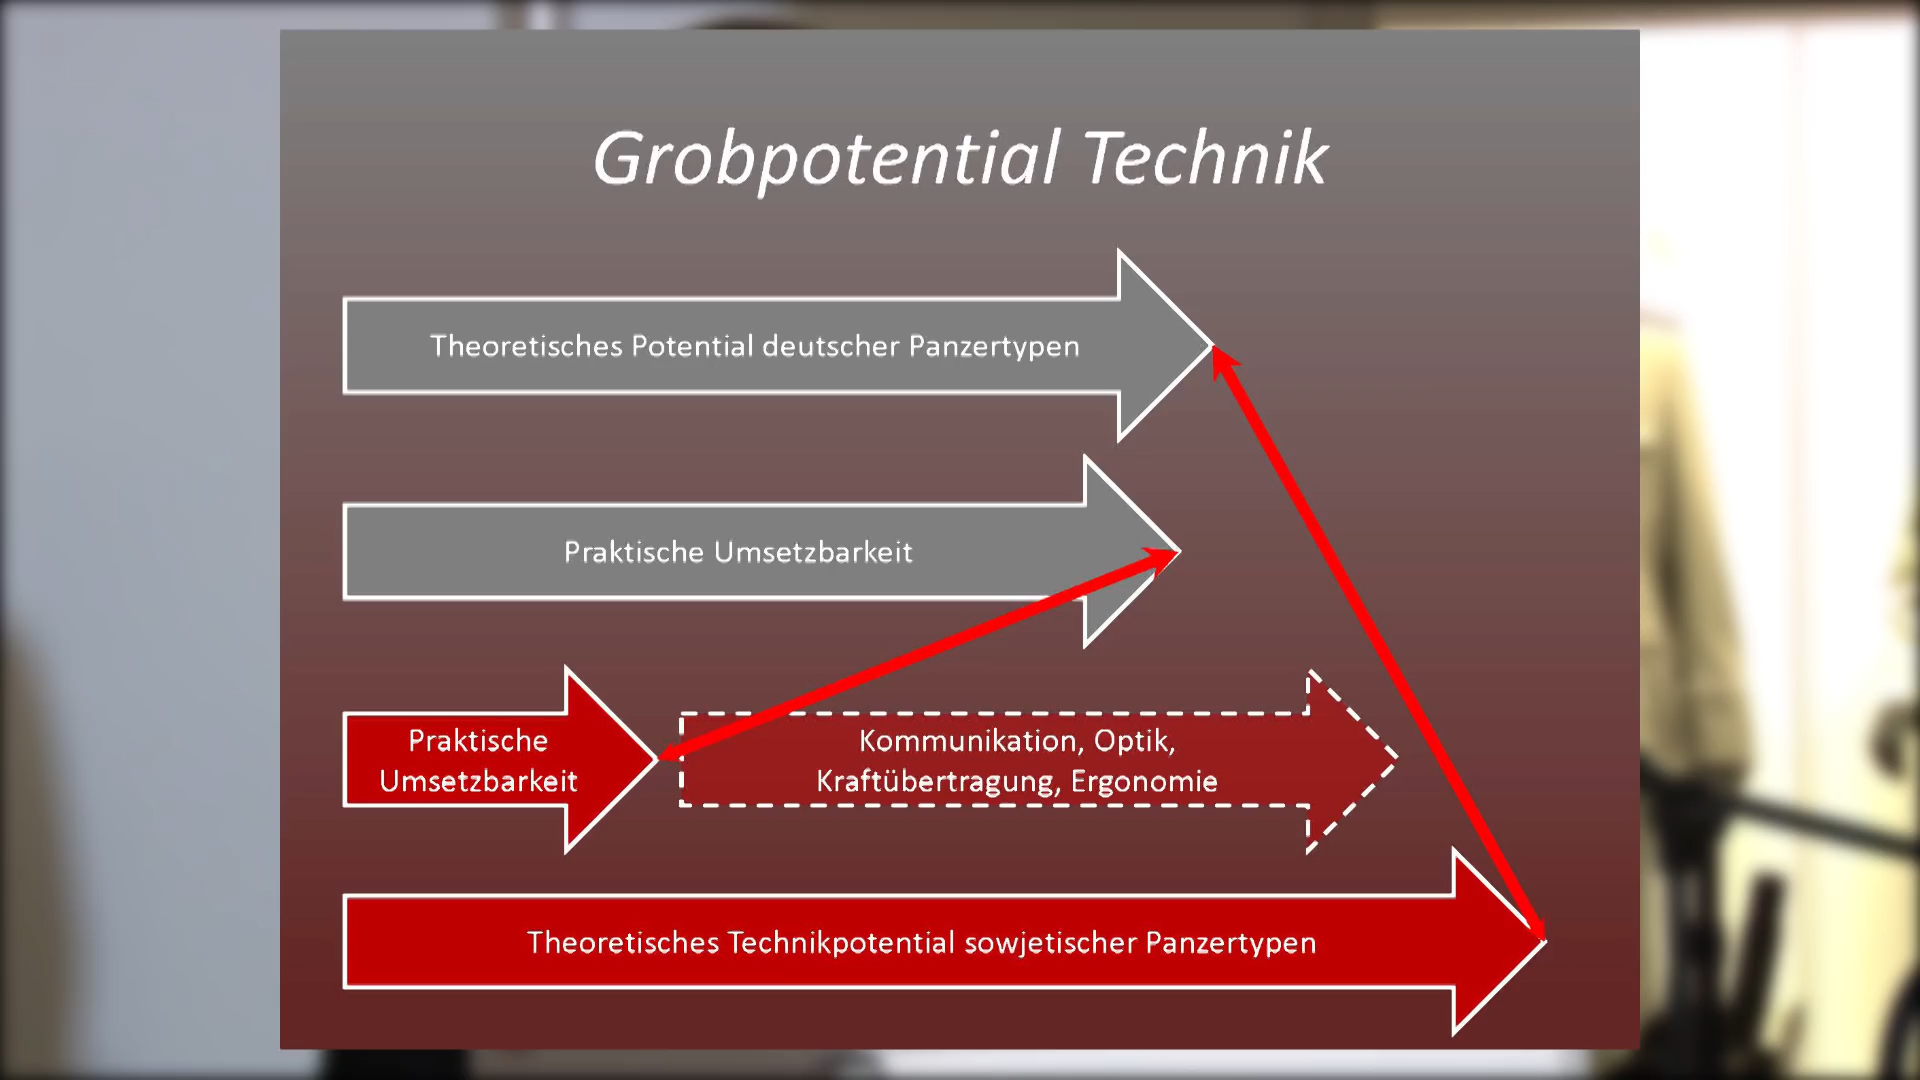 Grobpotential Technik
Theoretisches Potential deutscher Panzertypen
Praktische Umsetzbarkeit
Praktische
Umsetzbarkeit
Kommunikation, Optik,
Kraftübertragung, Ergonomie
Theoretisches Technikpotential sowjetischer Panzertypen